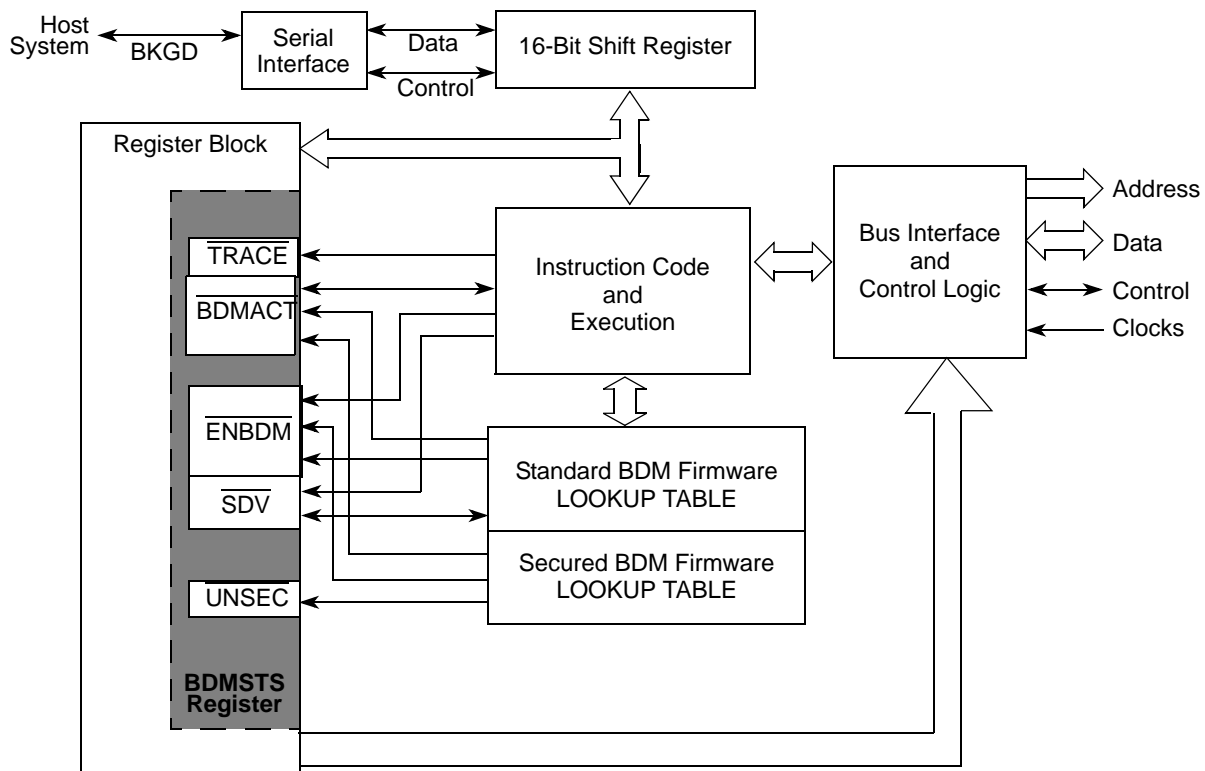 Host
System
BKGD
Serial
Interface
Data
Control
16-Bit Shift Register
Register Block
TRACE
BDMACT
ENBDM
SDV
UNSEC
BDMSTS
Register
Instruction Code
and
Execution
Standard BDM Firmware
LOOKUP TABLE
Secured BDM Firmware
LOOKUP TABLE
Bus Interface
and
Control Logic
Address
Data
Control
Clocks